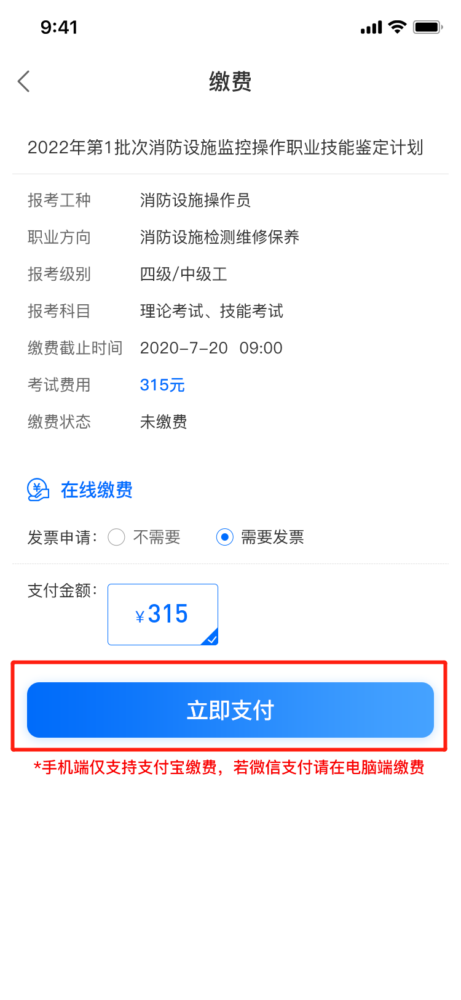 9:41
缴费
2022年第1批次消防设施监控操作职业技能鉴定计划
报考工种 消防设施操作员
职业方向 消防设施检测维修保养
报考级别 四级/中级工
报考科目 理论考试、技能考试
缴费截止时间 2020-7-20 09:00
考试费用 315元
缴费状态 未缴费
在线缴费
发票申请： 不需要 需要发票
支付金额： ¥315
立即支付
*手机端仅支持支付宝缴费，若微信支付请在电脑端缴费